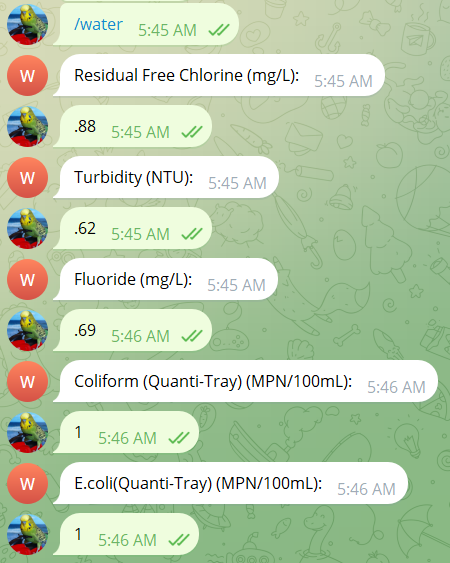 /water 5:45 AM
W Residual Free Chlorine (mg/L): 5:45 AM
.88 5:45 AM
W Turbidity (NTU): 5:45 AM
.62 5:45 AM
W Fluoride (mg/L): 5:45 AM
.69 5:46 AM
W Coliform (Quanti-Tray) (MPN/100mL): 5:46 AM
1 5:46 AM
W E.coli(Quanti-Tray) (MPN/100mL): 5:46 AM
1 5:46 AM